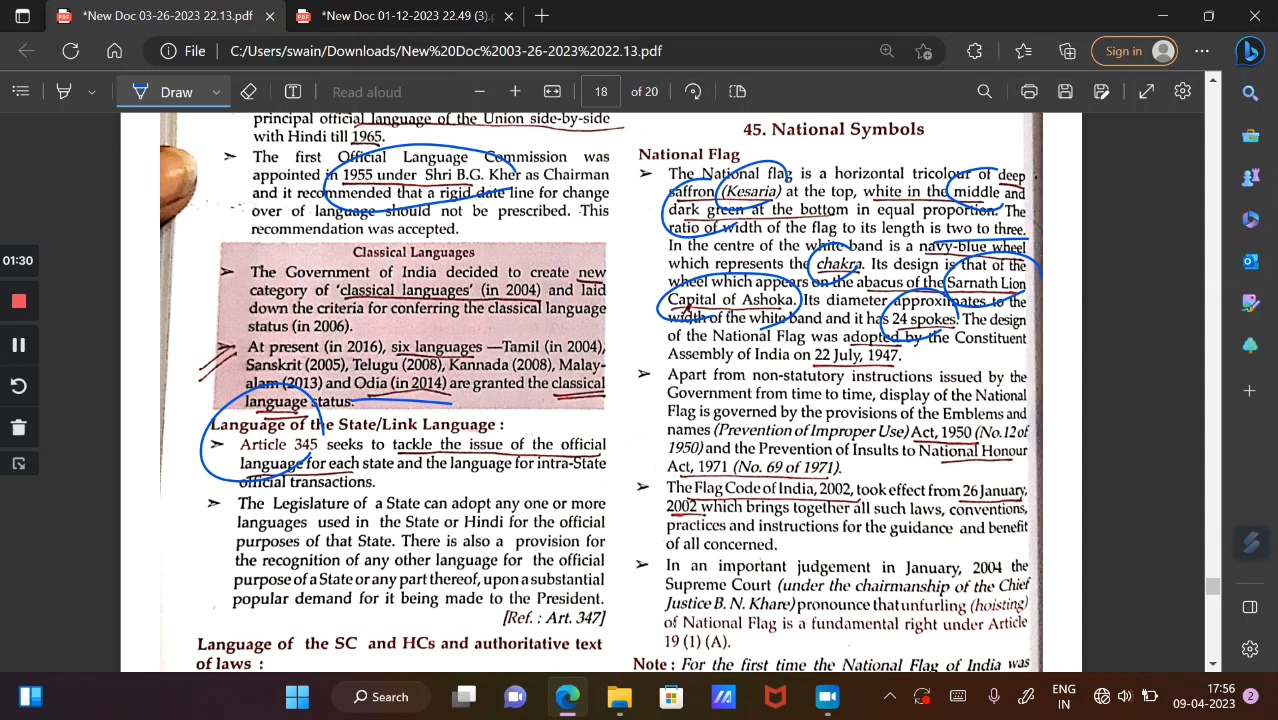 *New Doc 03-26-2023 22.13.pdf
*New Doc 01-12-2023 22.49 (3).p
File
C:/Users/swain/Downloads/New%20Doc%2003-26-2023%2022.13.pdf
Sign in
Draw
Read aloud
18
of 20
principal official language of the Union side-by-side
with Hindi till 1965.
➢ The first Official Language Commission was
appointed in 1955 under Shri B.G. Kher as Chairman
and it recommended that a rigid date line for change
over of language should not be prescribed. This
recommendation was accepted.
Classical Languages
➢ The Government of India decided to create new
category of 'classical languages' (in 2004) and laid
down the criteria for conferring the classical language
status (in 2006).
➢ At present (in 2016), six languages —Tamil (in 2004),
Sanskrit (2005), Telugu (2008), Kannada (2008), Malay-
alam (2013) and Odia (in 2014) are granted the classical
language status.
Language of the State/Link Language :
➢ Article 345 seeks to tackle the issue of the official
language for each state and the language for intra-State
official transactions.
➢ The Legislature of a State can adopt any one or more
languages used in the State or Hindi for the official
purposes of that State. There is also a provision for
the recognition of any other language for the official
purpose of a State or any part thereof, upon a substantial
popular demand for it being made to the President.
[Ref. : Art. 347]
Language of the SC and HCs and authoritative text
of laws :
45. National Symbols
National Flag
➢ The National flag is a horizontal tricolour of deep
saffron (Kesaria) at the top, white in the middle and
dark green at the bottom in equal proportion. The
ratio of width of the flag to its length is two to three.
In the centre of the white band is a navy-blue wheel
which represents the chakra. Its design is that of the
wheel which appears on the abacus of the Sarnath Lion
Capital of Ashoka. Its diameter approximates to the
width of the white band and it has 24 spokes. The design
of the National Flag was adopted by the Constituent
Assembly of India on 22 July, 1947.
➢ Apart from non-statutory instructions issued by the
Government from time to time, display of the National
Flag is governed by the provisions of the Emblems and
names (Prevention of Improper Use) Act, 1950 (No.12 of
1950) and the Prevention of Insults to National Honour
Act, 1971 (No. 69 of 1971).
➢ The Flag Code of India, 2002, took effect from 26 January,
2002 which brings together all such laws, conventions,
practices and instructions for the guidance and benefit
of all concerned.
➢ In an important judgement in January, 2004 the
Supreme Court (under the chairmanship of the Chief
Justice B. N. Khare) pronounce that unfurling (hoisting)
of National Flag is a fundamental right under Article
19 (1) (A).
Note : For the first time the National Flag of India was
01:30
Search
ENG
IN
17:56
09-04-2023
2